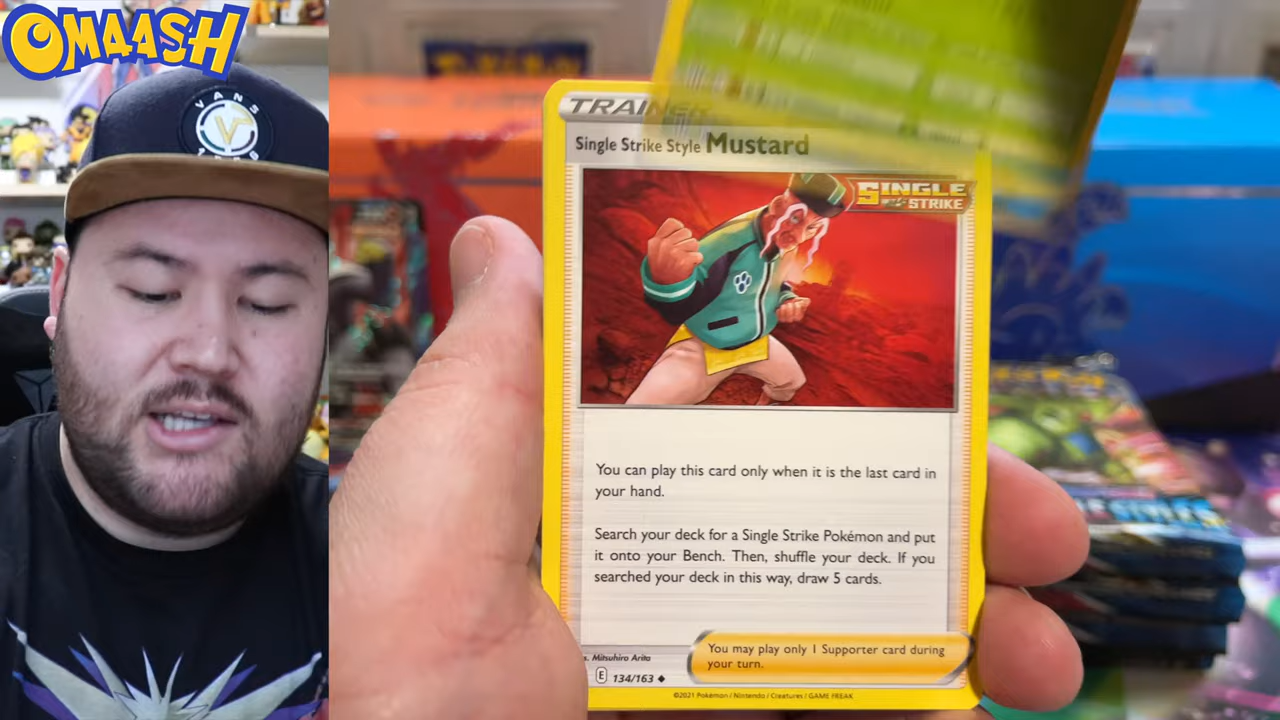 OMAASH
VANS
V
TRAINER
Single Strike Style Mustard
SINGLE
STRIKE
You can play this card only when it is the last card in
your hand.
Search your deck for a Single Strike Pokémon and put
it onto your Bench. Then, shuffle your deck. If you
searched your deck in this way, draw 5 cards.
You may play only 1 Supporter card during
your turn.
s. Mitsuhiro Arita
E 134/163 ◆
©2021 Pokémon / Nintendo / Creatures / GAME FREAK